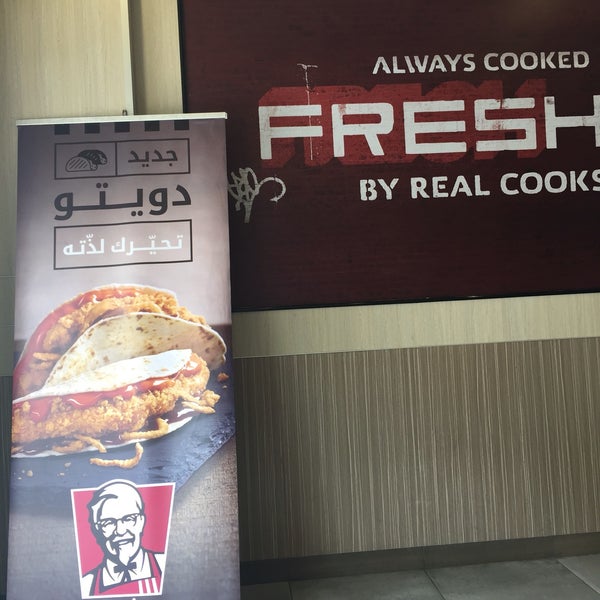 جديد
دويتو
تحيّرك لذّته
ALWAYS COOKED
FRESH
BY REAL COOKS